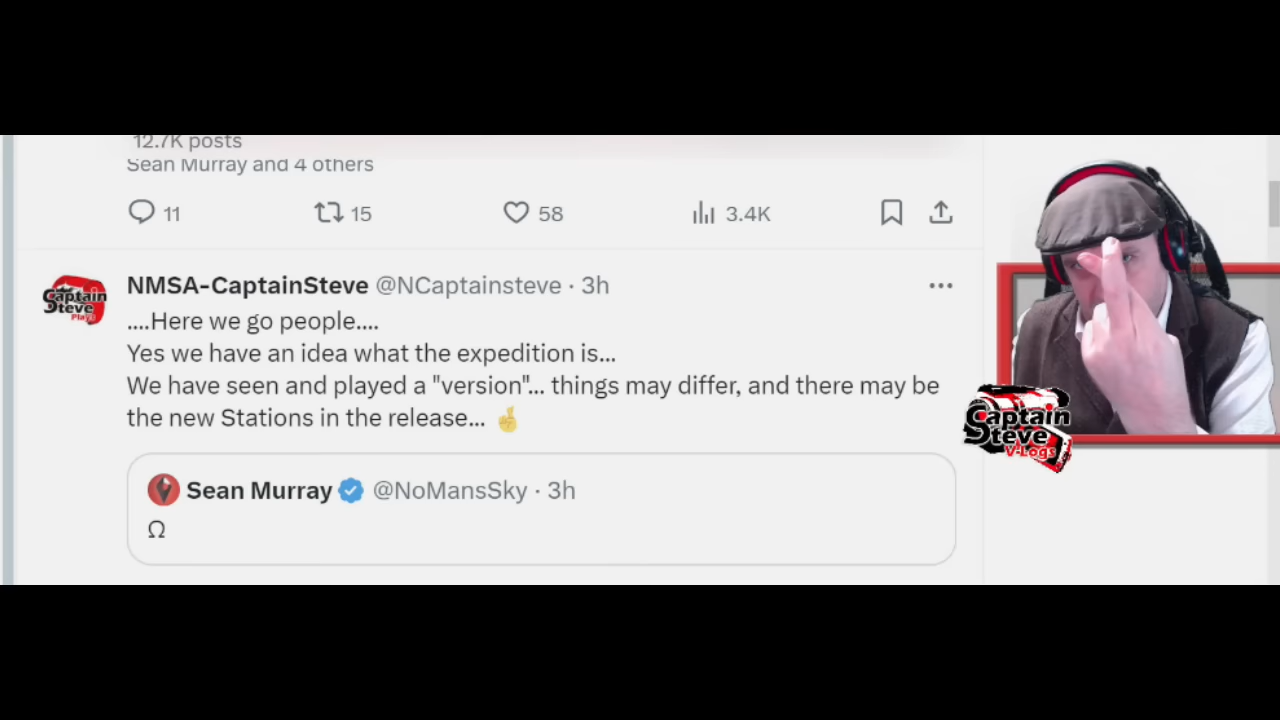 12.7K posts
Sean Murray and 4 others
11 15 58 3.4K
NMSA-CaptainSteve @NCaptainsteve · 3h
....Here we go people....
Yes we have an idea what the expedition is...
We have seen and played a "version"... things may differ, and there may be
the new Stations in the release... 🤞
Sean Murray @NoMansSky · 3h
Ω
Captain
Steve
Plays
Captain
Steve
V-Logs